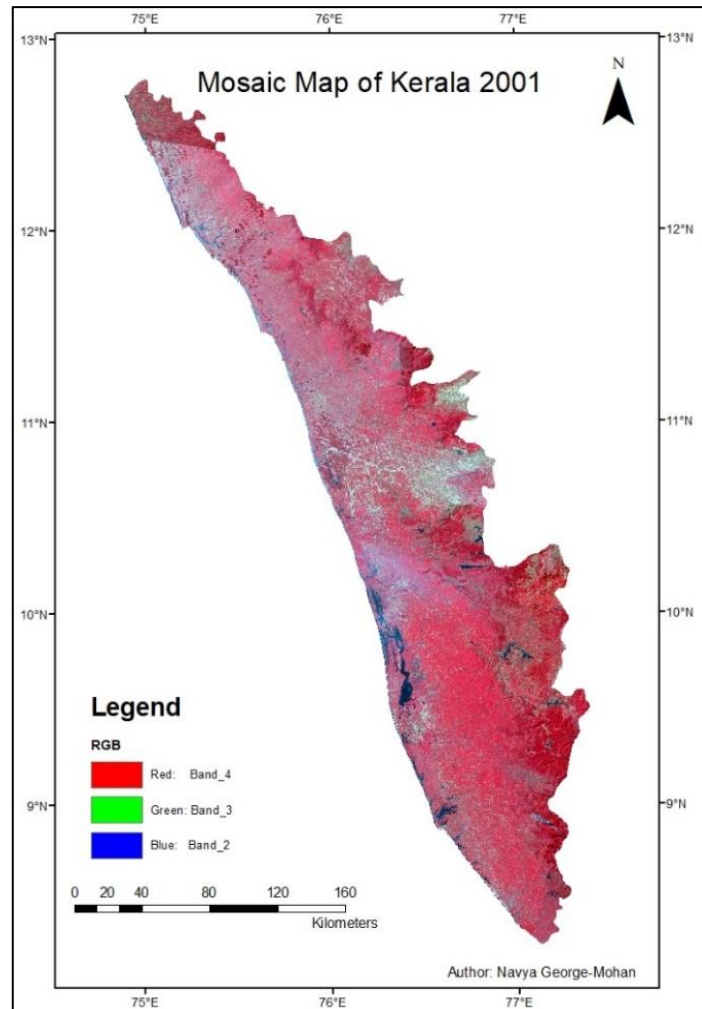 75°E 76°E 77°E
13°N 13°N
Mosaic Map of Kerala 2001
N
12°N 12°N
11°N 11°N
10°N 10°N
Legend
RGB
Red: Band_4
Green: Band_3
9°N 9°N
Blue: Band_2
0 20 40 80 120 160
Kilometers
Author: Navya George-Mohan
75°E 76°E 77°E